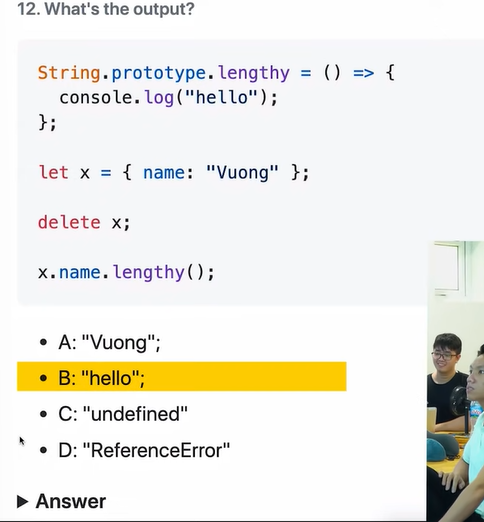 12. What's the output?
String.prototype.lengthy = () => {
  console.log("hello");
};
let x = { name: "Vuong" };
delete x;
x.name.lengthy();
• A: "Vuong";
• B: "hello";
• C: "undefined"
• D: "ReferenceError"
▶ Answer